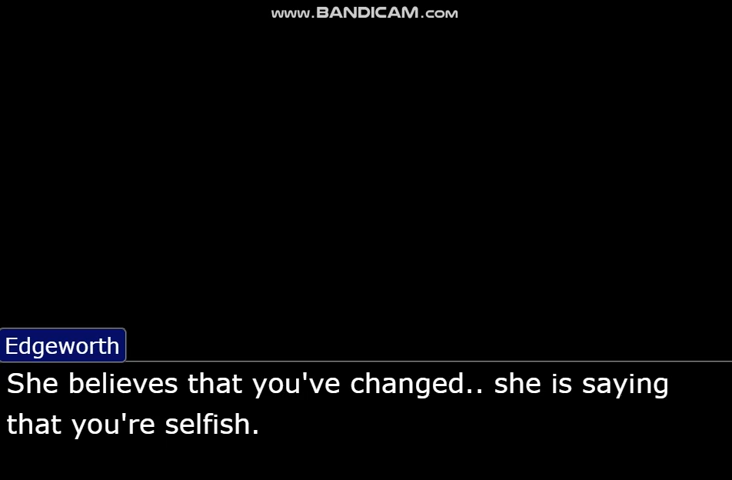 www.BANDICAM.com
Edgeworth
She believes that you've changed.. she is saying
that you're selfish.